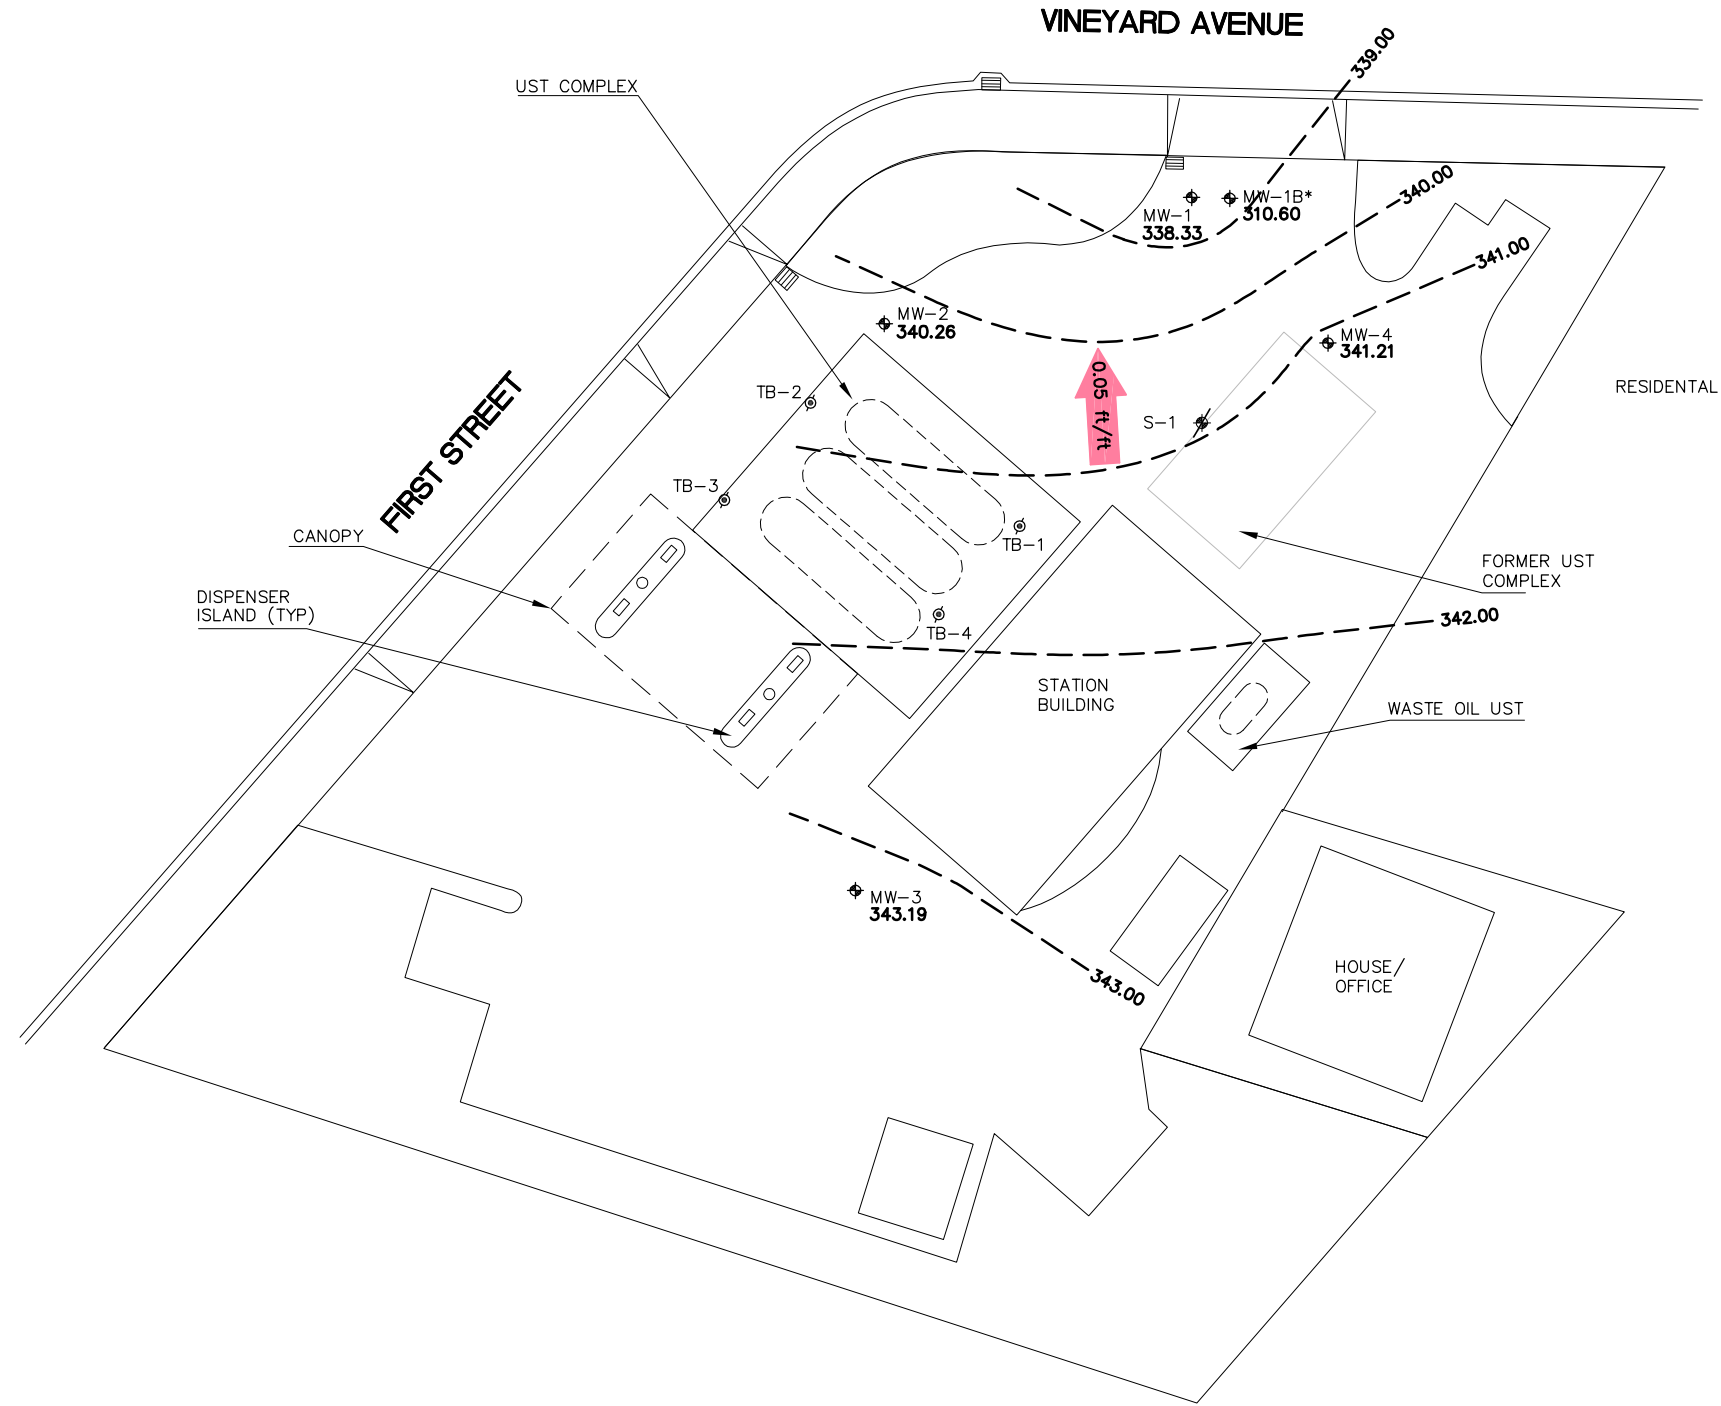 VINEYARD AVENUE
339.00
UST COMPLEX
340.00
MW-1B*
310.60
MW-1
338.33
341.00
MW-2
340.26
MW-4
341.21
0.05 ft/ft
RESIDENTAL
TB-2
S-1
FIRST STREET
TB-3
CANOPY
TB-1
FORMER UST
COMPLEX
DISPENSER
ISLAND (TYP)
342.00
TB-4
STATION
BUILDING
WASTE OIL UST
MW-3
343.19
343.00
HOUSE/
OFFICE